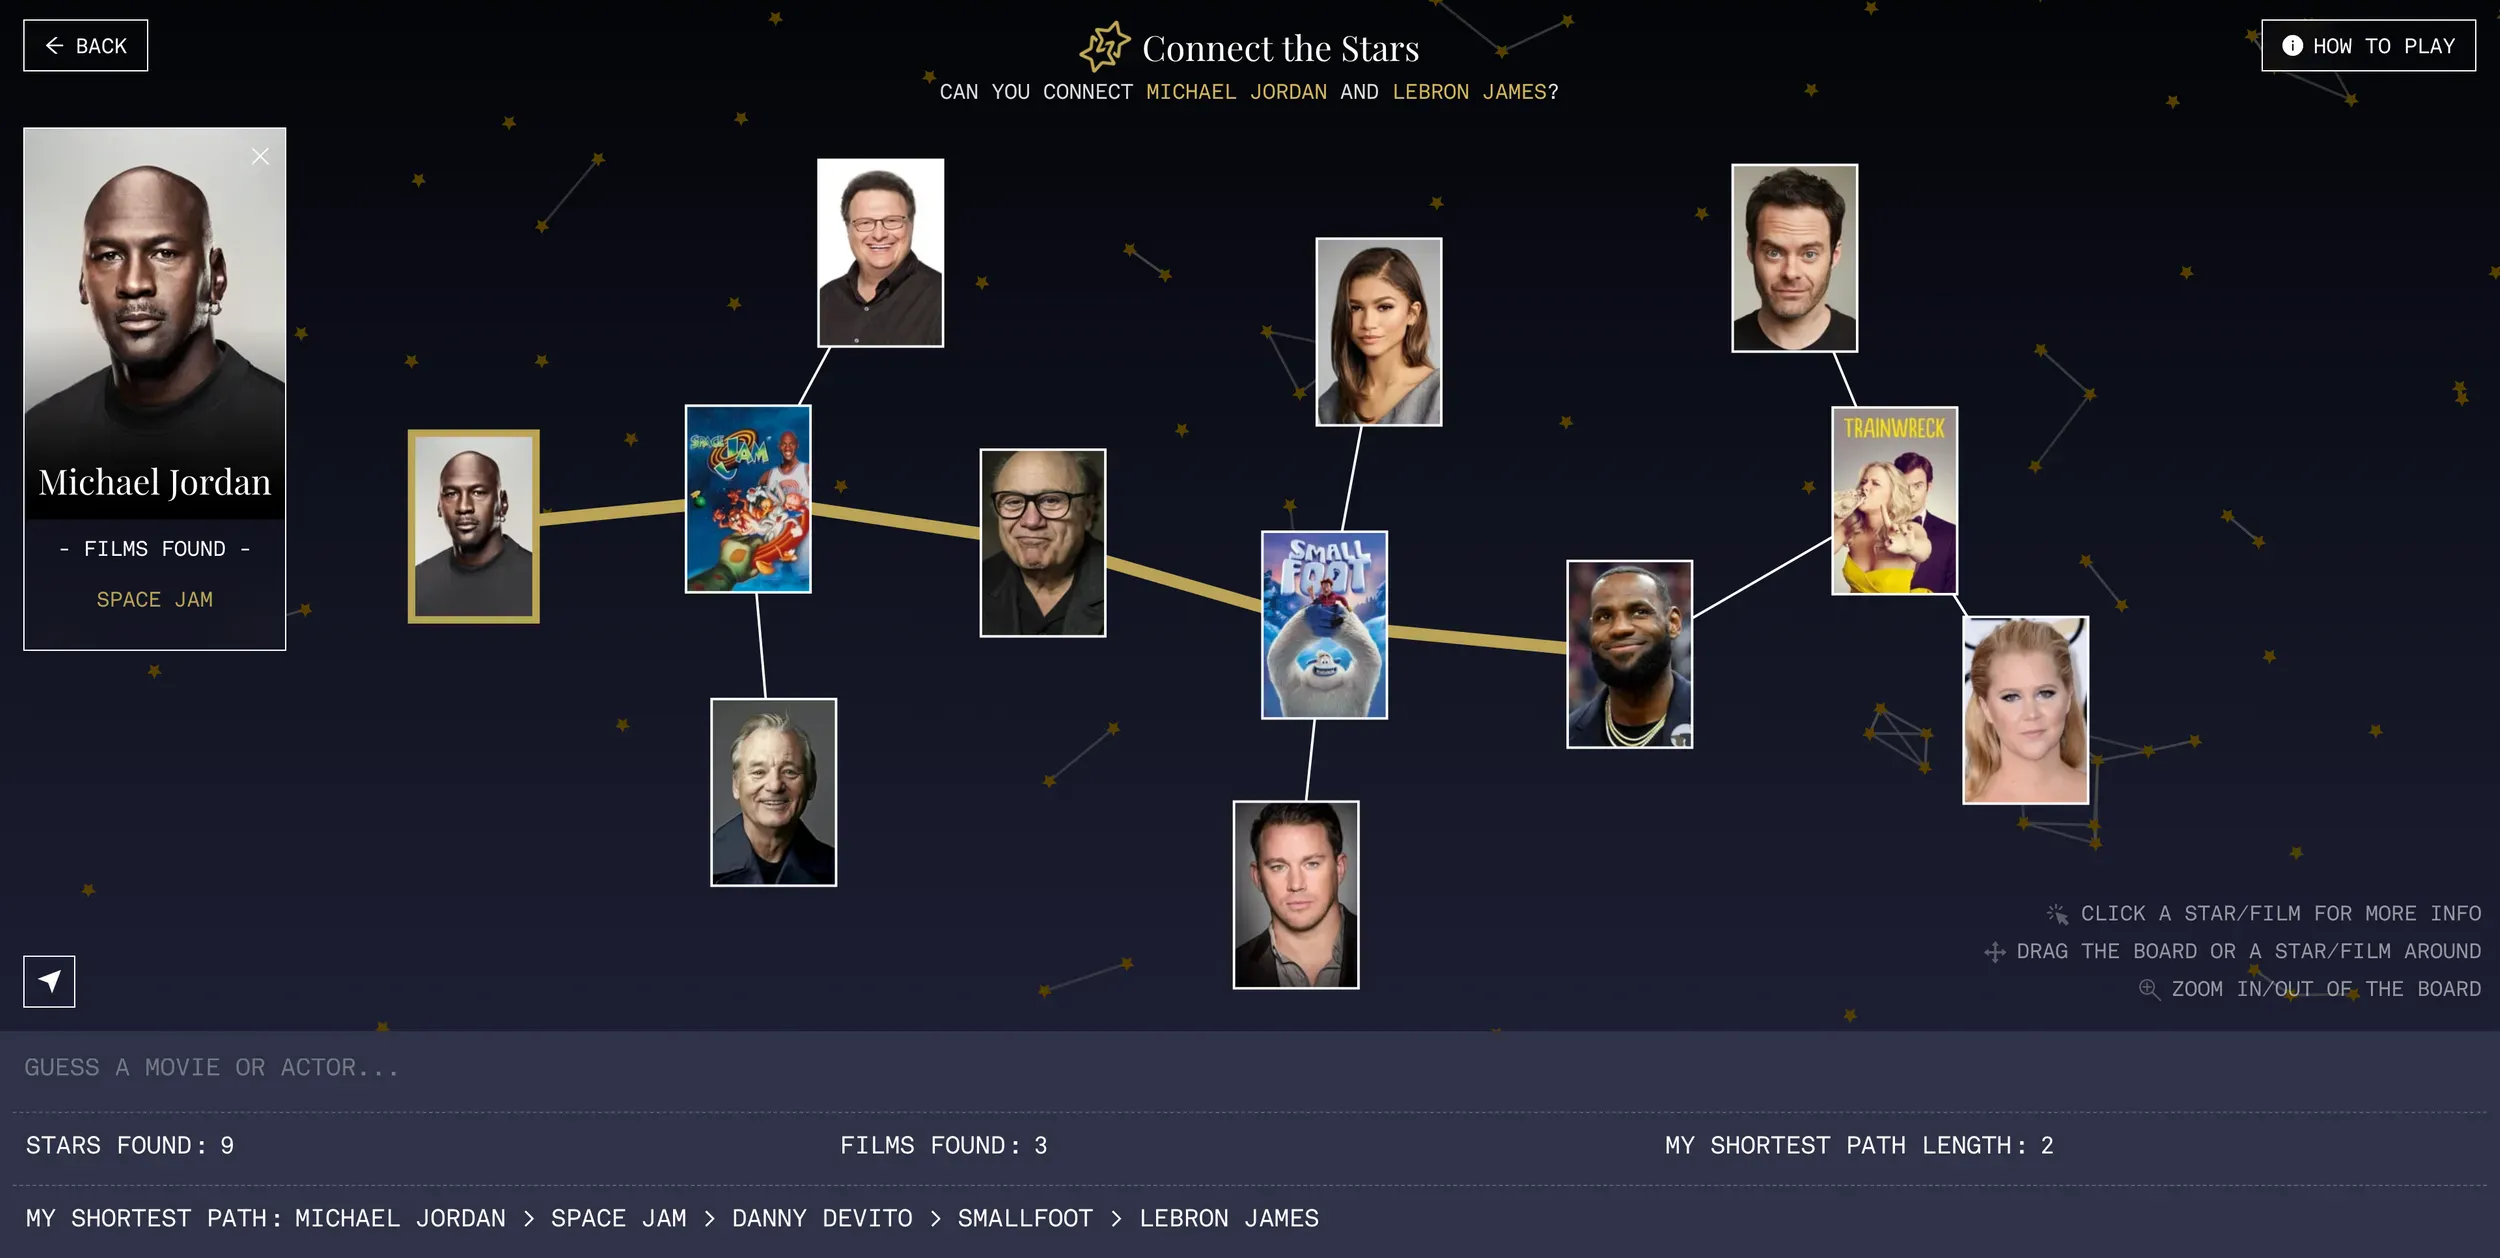 BACK
Connect the Stars
HOW TO PLAY
CAN YOU CONNECT MICHAEL JORDAN AND LEBRON JAMES?
Michael Jordan
- FILMS FOUND -
SPACE JAM
SPACE JAM
SMALL
FOOT
TRAINWRECK
CLICK A STAR/FILM FOR MORE INFO
DRAG THE BOARD OR A STAR/FILM AROUND
ZOOM IN/OUT OF THE BOARD
GUESS A MOVIE OR ACTOR...
STARS FOUND: 9 FILMS FOUND: 3 MY SHORTEST PATH LENGTH: 2
MY SHORTEST PATH: MICHAEL JORDAN > SPACE JAM > DANNY DEVITO > SMALLFOOT > LEBRON JAMES